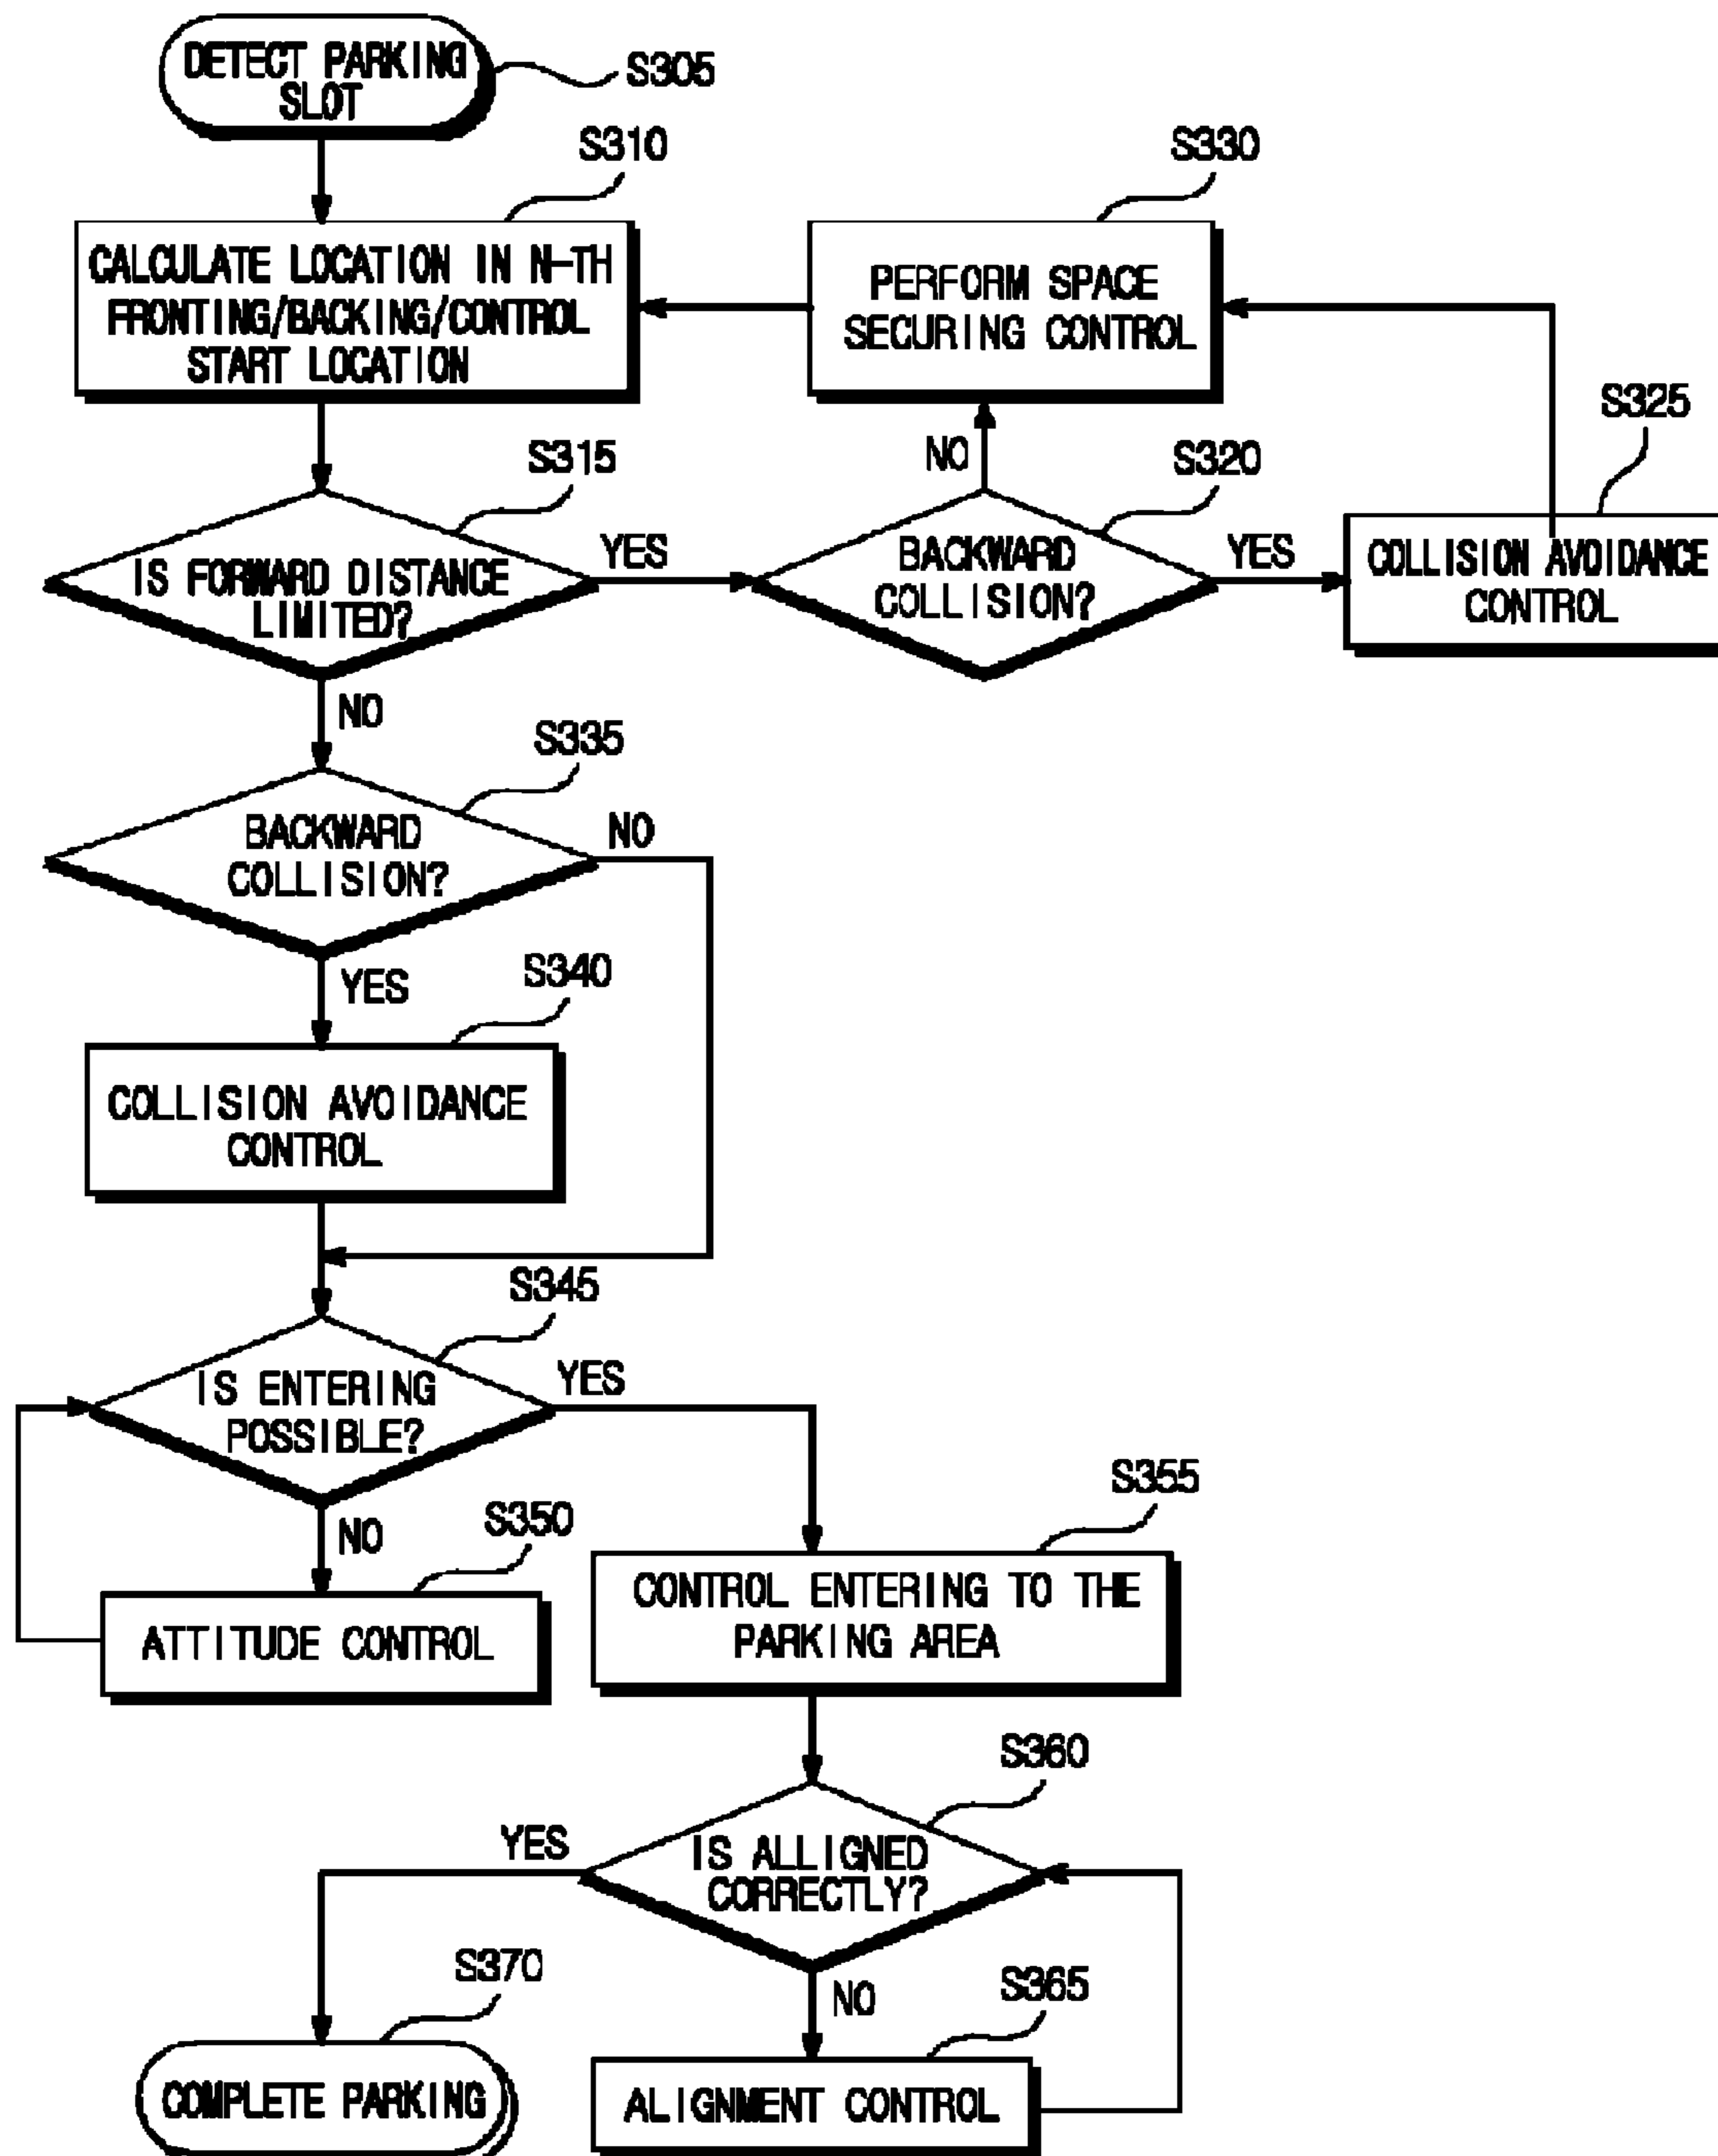 DETECT PARKING
SLOT
S305
S310
S330
CALCULATE LOCATION IN N-TH
FRONTING/BACKING/CONTROL
START LOCATION
PERFORM SPACE
SECURING CONTROL
S325
S315
NO
S320
IS FORWARD DISTANCE
LIMITED?
YES
BACKWARD
COLLISION?
YES
COLLISION AVOIDANCE
CONTROL
NO
S335
BACKWARD
COLLISION?
NO
YES
S340
COLLISION AVOIDANCE
CONTROL
S345
IS ENTERING
POSSIBLE?
YES
NO
S350
S355
ATTITUDE CONTROL
CONTROL ENTERING TO THE
PARKING AREA
S360
YES
IS ALLIGNED
CORRECTLY?
S370
NO
S365
COMPLETE PARKING
ALIGNMENT CONTROL